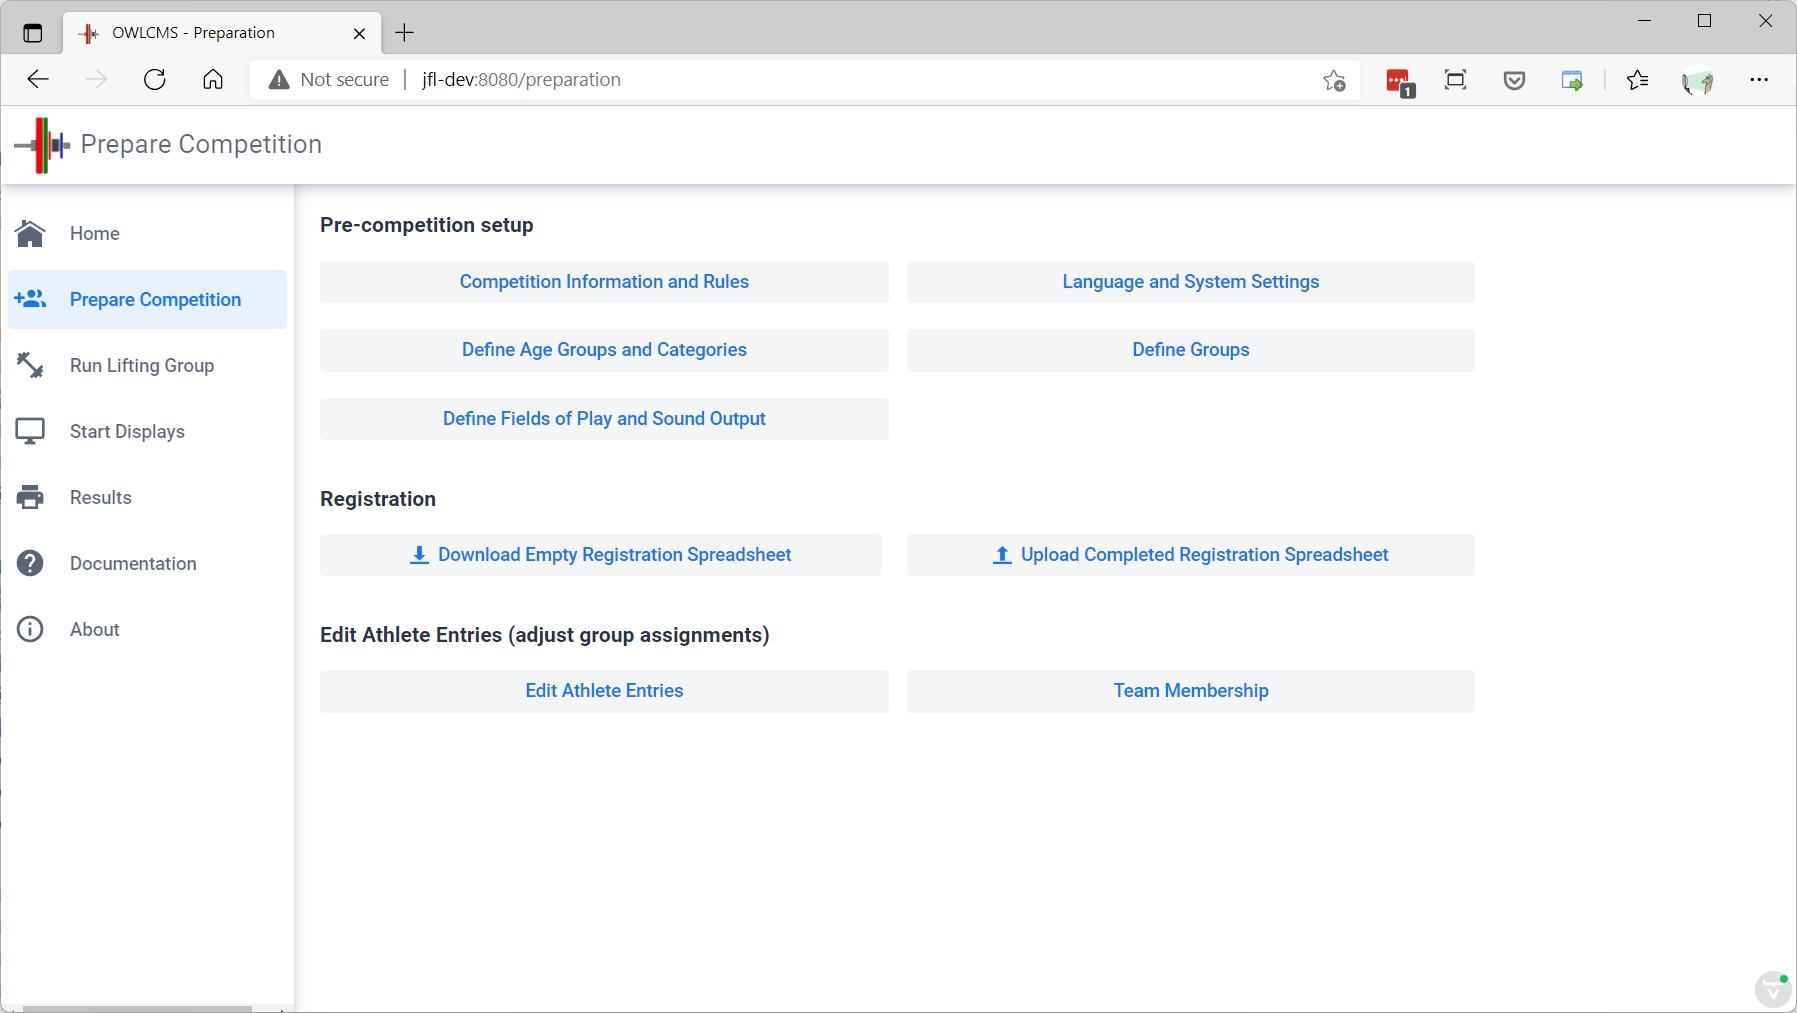 OWLCMS - Preparation
Not secure | jfl-dev:8080/preparation
1
Prepare Competition
Home
Prepare Competition
Run Lifting Group
Start Displays
Results
Documentation
About
Pre-competition setup
Competition Information and Rules
Language and System Settings
Define Age Groups and Categories
Define Groups
Define Fields of Play and Sound Output
Registration
Download Empty Registration Spreadsheet
Upload Completed Registration Spreadsheet
Edit Athlete Entries (adjust group assignments)
Edit Athlete Entries
Team Membership